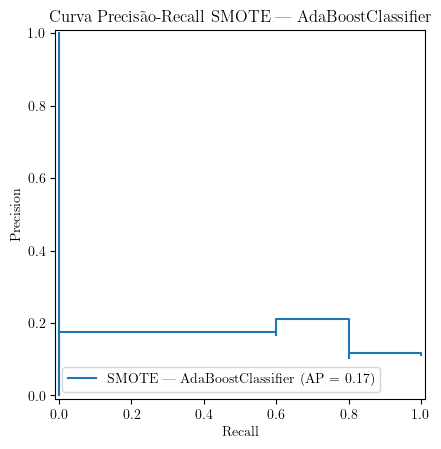 Curva Precisão-Recall SMOTE — AdaBoostClassifier
1.0
0.8
0.6
0.4
0.2
0.0
Precision
SMOTE — AdaBoostClassifier (AP = 0.17)
0.0 0.2 0.4 0.6 0.8 1.0
Recall